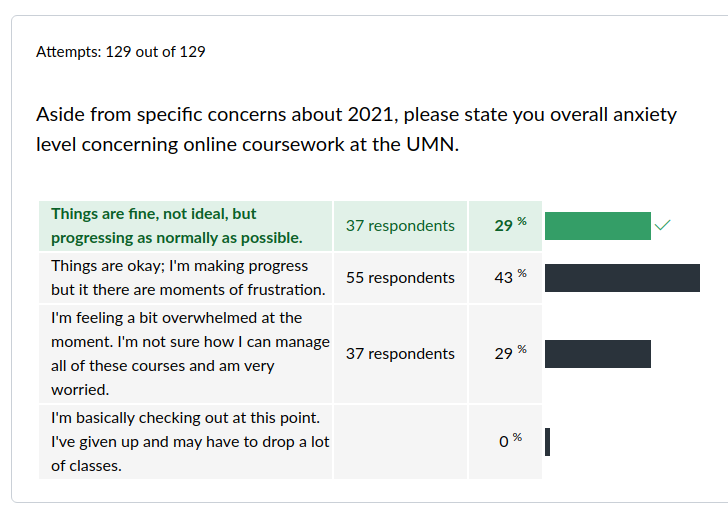 Attempts: 129 out of 129
Aside from specific concerns about 2021, please state you overall anxiety
level concerning online coursework at the UMN.
Things are fine, not ideal, but
progressing as normally as possible.
37 respondents
29 %
Things are okay; I'm making progress
but it there are moments of frustration.
55 respondents
43 %
I'm feeling a bit overwhelmed at the
moment. I'm not sure how I can manage
all of these courses and am very
worried.
37 respondents
29 %
I'm basically checking out at this point.
I've given up and may have to drop a lot
of classes.
0 %